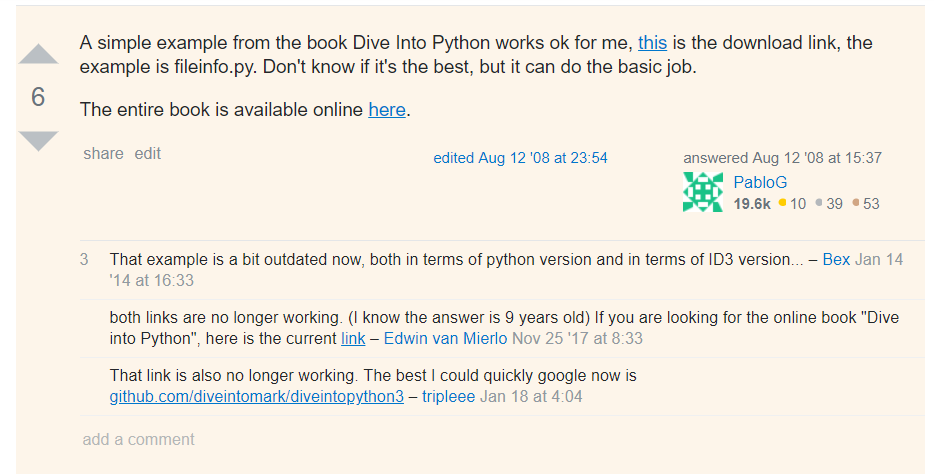 A simple example from the book Dive Into Python works ok for me, this is the download link, the
example is fileinfo.py. Don't know if it's the best, but it can do the basic job.
6
The entire book is available online here.
share edit
edited Aug 12 '08 at 23:54
answered Aug 12 '08 at 15:37
PabloG
19.6k 10 39 53
3 That example is a bit outdated now, both in terms of python version and in terms of ID3 version... – Bex Jan 14
'14 at 16:33
both links are no longer working. (I know the answer is 9 years old) If you are looking for the online book "Dive
into Python", here is the current link – Edwin van Mierlo Nov 25 '17 at 8:33
That link is also no longer working. The best I could quickly google now is
github.com/diveintomark/diveintopython3 – tripleee Jan 18 at 4:04
add a comment